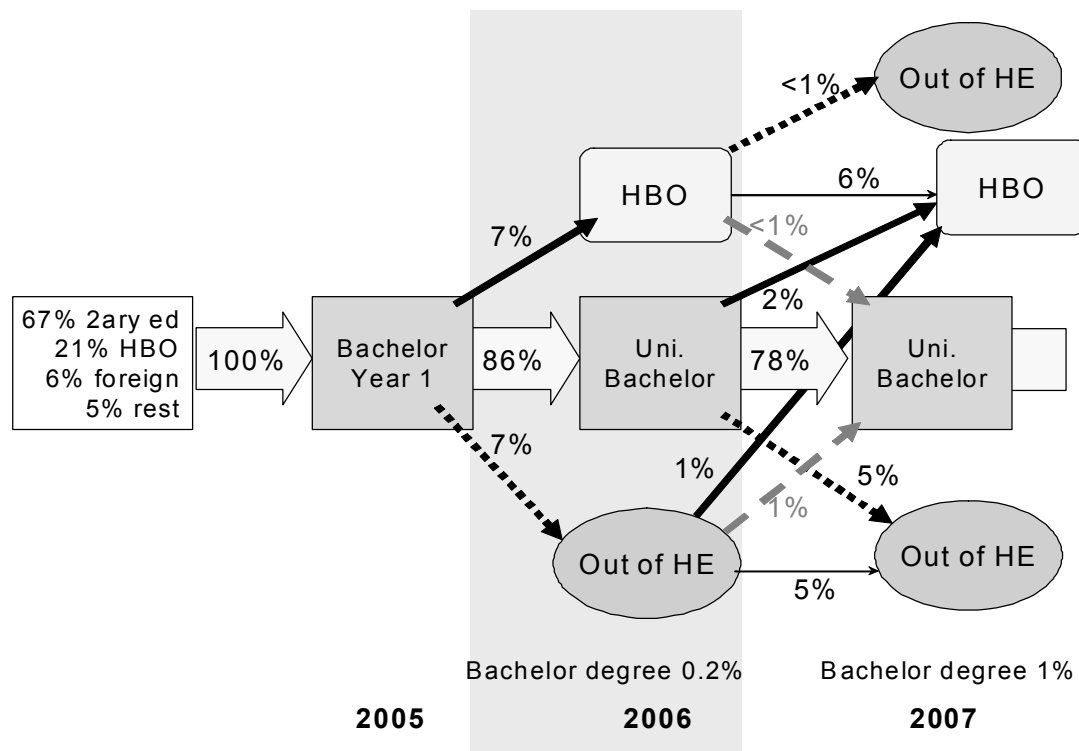 Out of HE
<1%
HBO
6%
HBO
7%
<1%
2%
67% 2ary ed
21% HBO
6% foreign
5% rest
100%
Bachelor
Year 1
86%
Uni.
Bachelor
78%
Uni.
Bachelor
7%
1%
5%
1%
Out of HE
5%
Out of HE
Bachelor degree 0.2%
Bachelor degree 1%
2005
2006
2007